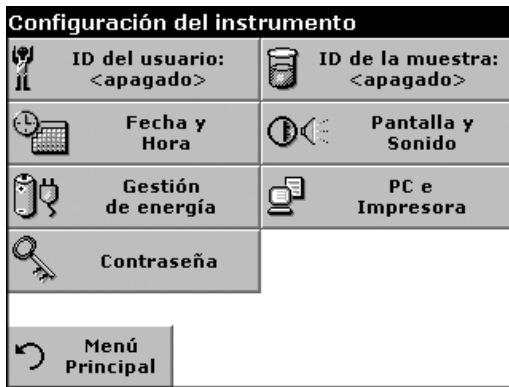 Configuración del instrumento
ID del usuario:
<apagado>
ID de la muestra:
<apagado>
Fecha y
Hora
Pantalla y
Sonido
Gestión
de energía
PC e
Impresora
Contraseña
Menú
Principal